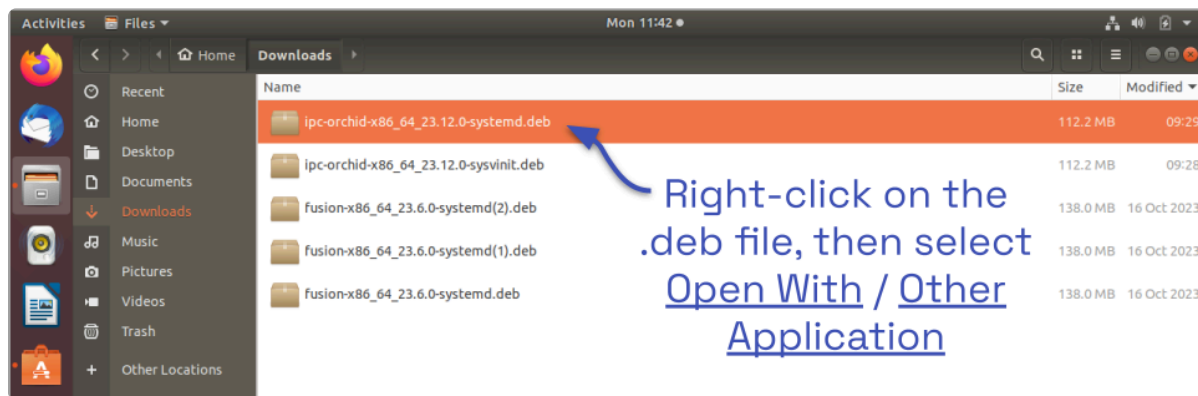 Activities Files Mon 11:42
Home Downloads
Name Size Modified
Recent
Home
Desktop
Documents
Downloads
Music
Pictures
Videos
Trash
+ Other Locations
ipc-orchid-x86_64_23.12.0-systemd.deb 112.2 MB 09:29
ipc-orchid-x86_64_23.12.0-sysvinit.deb 112.2 MB 09:28
fusion-x86_64_23.6.0-systemd(2).deb 138.0 MB 16 Oct 2023
fusion-x86_64_23.6.0-systemd(1).deb 138.0 MB 16 Oct 2023
fusion-x86_64_23.6.0-systemd.deb 138.0 MB 16 Oct 2023
Right-click on the
.deb file, then select
Open With / Other
Application